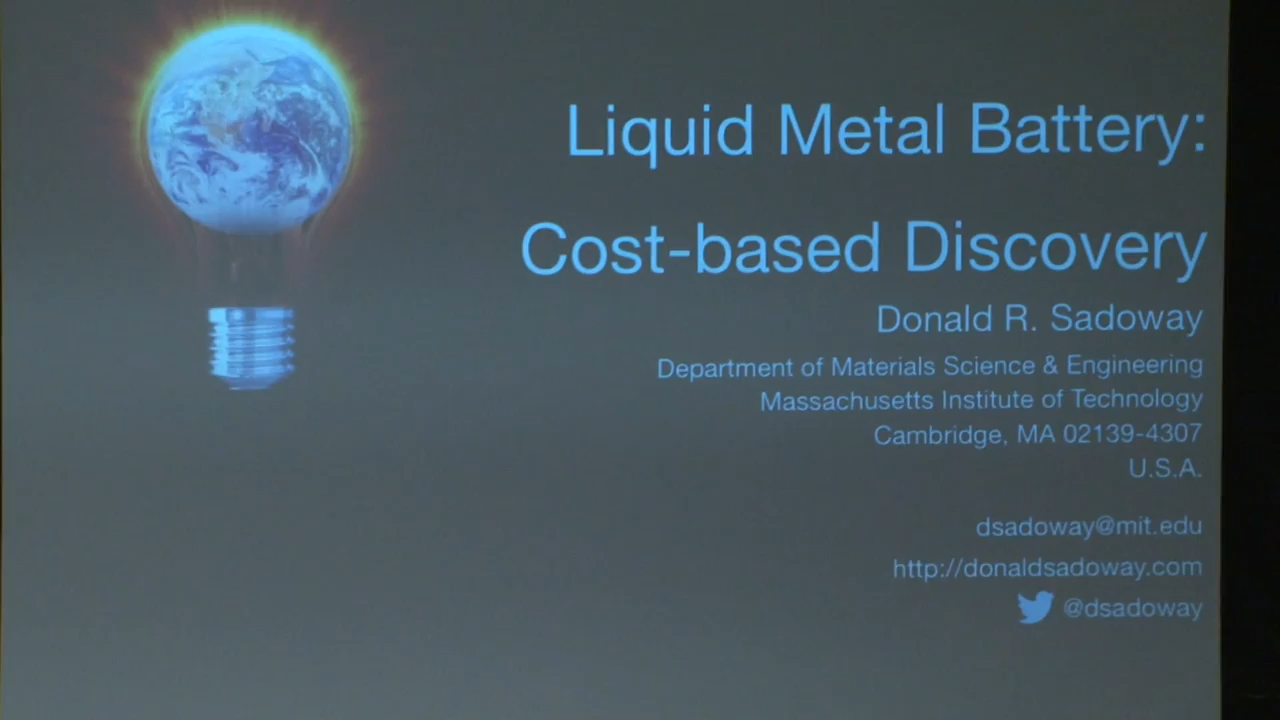 Liquid Metal Battery:
Cost-based Discovery
Donald R. Sadoway
Department of Materials Science & Engineering
Massachusetts Institute of Technology
Cambridge, MA 02139-4307
U.S.A.
dsadoway@mit.edu
http://donaldsadoway.com
@dsadoway